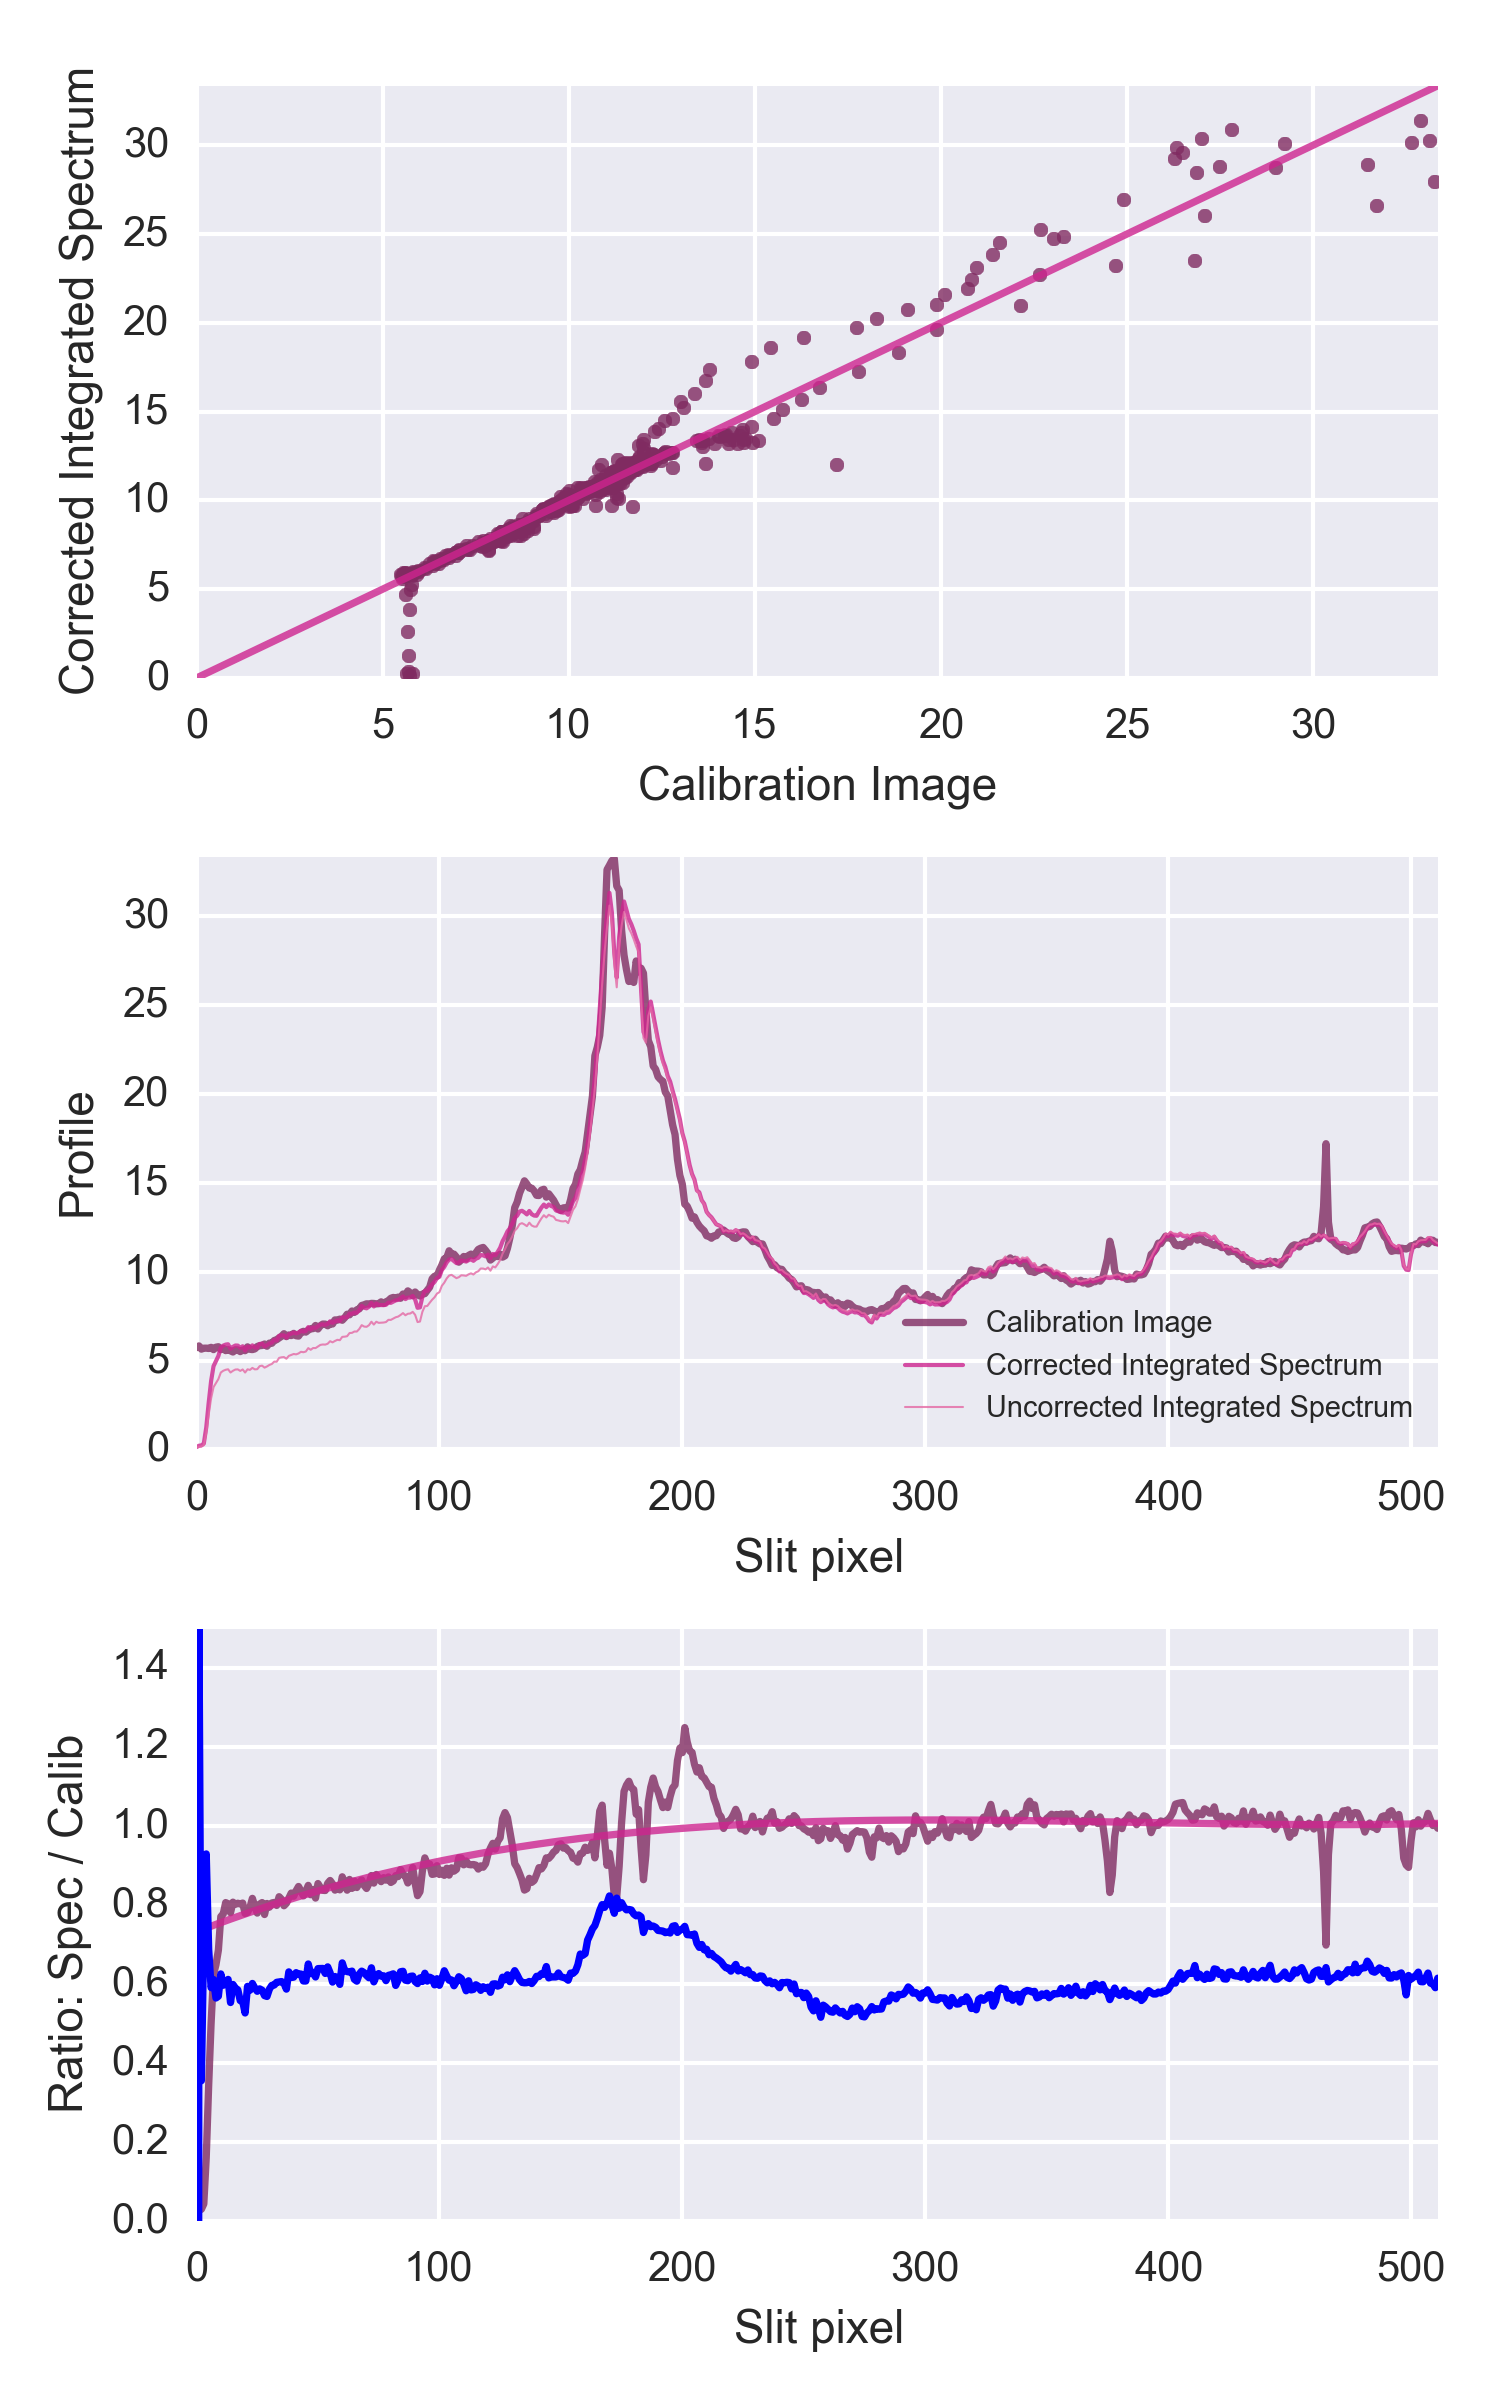 Corrected Integrated Spectrum
30
25
20
15
10
5
0
0 5 10 15 20 25 30
Calibration Image
Profile
30
25
20
15
10
5
0
Calibration Image
Corrected Integrated Spectrum
Uncorrected Integrated Spectrum
0 100 200 300 400 500
Slit pixel
Ratio: Spec / Calib
1.4
1.2
1.0
0.8
0.6
0.4
0.2
0.0
0 100 200 300 400 500
Slit pixel